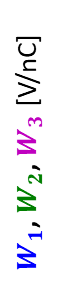 W₁, W₂, W₃ [V/nC]